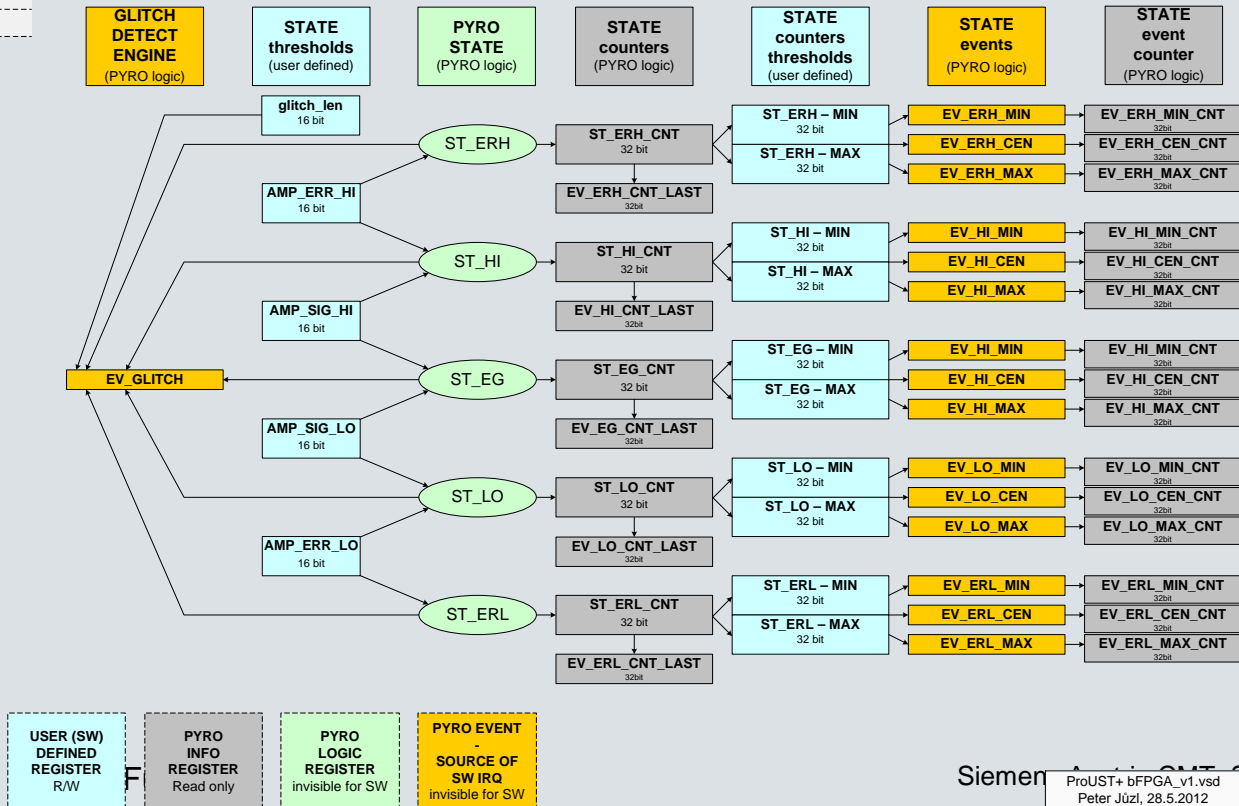 GLITCH
DETECT
ENGINE
(PYRO logic)
STATE
thresholds
(user defined)
PYRO
STATE
(PYRO logic)
STATE
counters
(PYRO logic)
STATE
counters
thresholds
(user defined)
STATE
events
(PYRO logic)
STATE
event
counter
(PYRO logic)
glitch_len
16 bit
AMP_ERR_HI
16 bit
AMP_SIG_HI
16 bit
AMP_SIG_LO
16 bit
AMP_ERR_LO
16 bit
EV_GLITCH
ST_ERH
ST_ERH_CNT
32 bit
EV_ERH_CNT_LAST
32bit
ST_ERH – MIN
32 bit
ST_ERH – MAX
32 bit
EV_ERH_MIN
EV_ERH_CEN
EV_ERH_MAX
EV_ERH_MIN_CNT
32bit
EV_ERH_CEN_CNT
32bit
EV_ERH_MAX_CNT
32bit
ST_HI
ST_HI_CNT
32 bit
EV_HI_CNT_LAST
32bit
ST_HI – MIN
32 bit
ST_HI – MAX
32 bit
EV_HI_MIN
EV_HI_CEN
EV_HI_MAX
EV_HI_MIN_CNT
32bit
EV_HI_CEN_CNT
32bit
EV_HI_MAX_CNT
32bit
ST_EG
ST_EG_CNT
32 bit
EV_EG_CNT_LAST
32bit
ST_EG – MIN
32 bit
ST_EG – MAX
32 bit
EV_HI_MIN
EV_HI_CEN
EV_HI_MAX
EV_HI_MIN_CNT
32bit
EV_HI_CEN_CNT
32bit
EV_HI_MAX_CNT
32bit
ST_LO
ST_LO_CNT
32 bit
EV_LO_CNT_LAST
32bit
ST_LO – MIN
32 bit
ST_LO – MAX
32 bit
EV_LO_MIN
EV_LO_CEN
EV_LO_MAX
EV_LO_MIN_CNT
32bit
EV_LO_CEN_CNT
32bit
EV_LO_MAX_CNT
32bit
ST_ERL
ST_ERL_CNT
32 bit
EV_ERL_CNT_LAST
32bit
ST_ERL – MIN
32 bit
ST_ERL – MAX
32 bit
EV_ERL_MIN
EV_ERL_CEN
EV_ERL_MAX
EV_ERL_MIN_CNT
32bit
EV_ERL_CEN_CNT
32bit
EV_ERL_MAX_CNT
32bit
USER (SW)
DEFINED
REGISTER
R/W
PYRO
INFO
REGISTER
Read only
PYRO
LOGIC
REGISTER
invisible for SW
PYRO EVENT
-
SOURCE OF
SW IRQ
invisible for SW
ProUST+ bFPGA_v1.vsd
Peter Jůzl, 28.5.2012